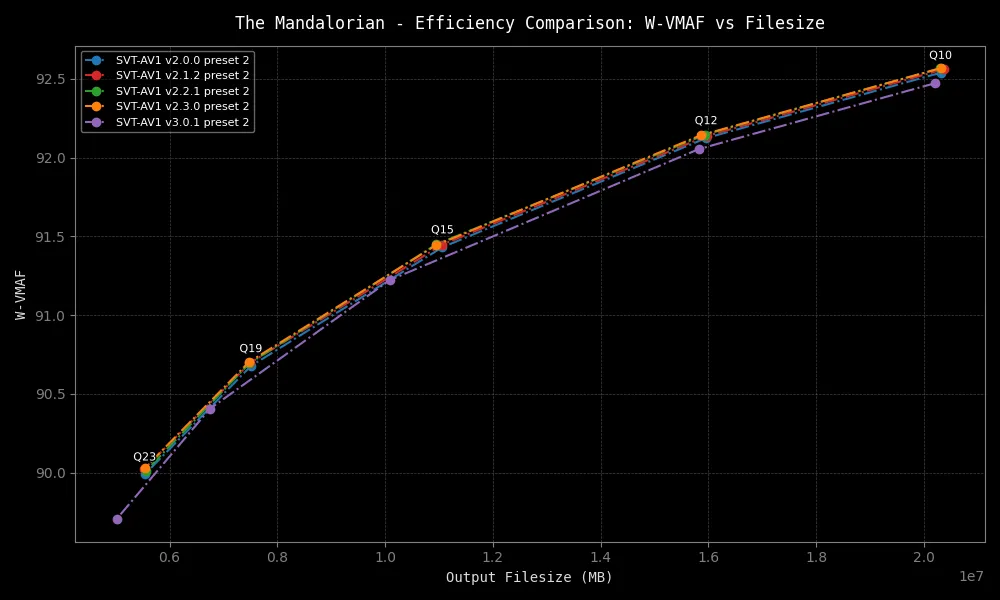 The Mandalorian - Efficiency Comparison: W-VMAF vs Filesize
SVT-AV1 v2.0.0 preset 2
SVT-AV1 v2.1.2 preset 2
SVT-AV1 v2.2.1 preset 2
SVT-AV1 v2.3.0 preset 2
SVT-AV1 v3.0.1 preset 2
Q10
Q12
Q15
Q19
Q23
92.5
92.0
91.5
91.0
90.5
90.0
W-VMAF
0.6 0.8 1.0 1.2 1.4 1.6 1.8 2.0
1e7
Output Filesize (MB)